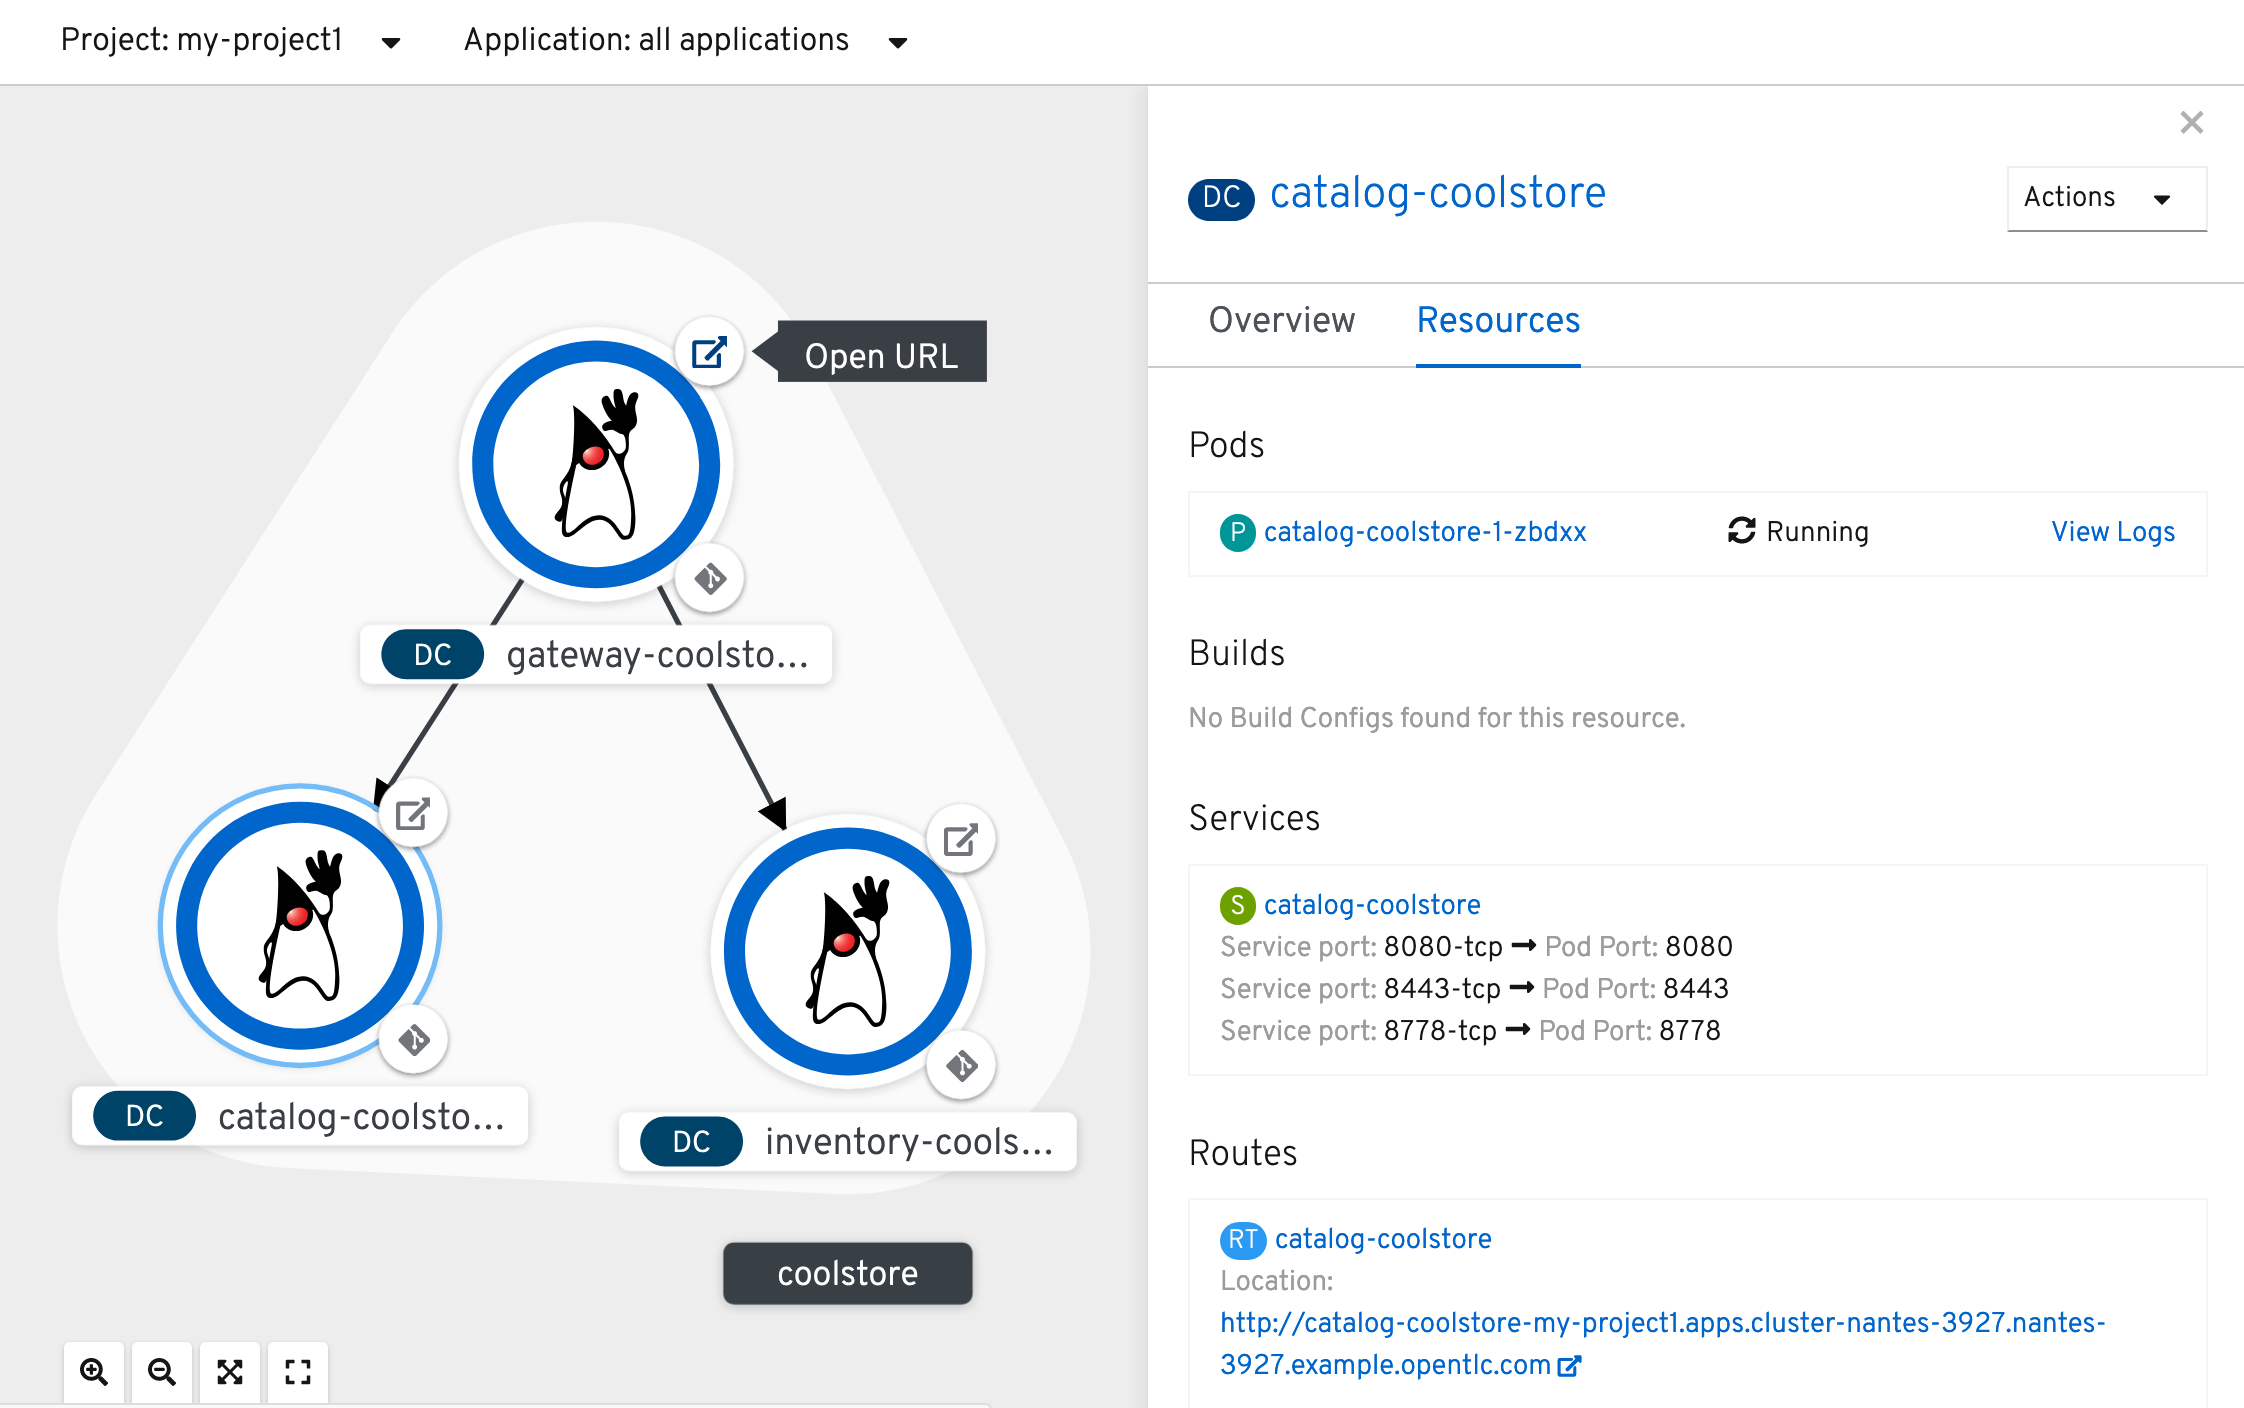 Project: my-project1
Application: all applications
Open URL
DC gateway-coolsto...
DC catalog-coolsto...
DC inventory-cools...
coolstore
DC catalog-coolstore
Actions
Overview
Resources
Pods
P catalog-coolstore-1-zbdxx
Running
View Logs
Builds
No Build Configs found for this resource.
Services
S catalog-coolstore
Service port: 8080-tcp → Pod Port: 8080
Service port: 8443-tcp → Pod Port: 8443
Service port: 8778-tcp → Pod Port: 8778
Routes
RT catalog-coolstore
Location:
http://catalog-coolstore-my-project1.apps.cluster-nantes-3927.nantes-
3927.example.opentlc.com